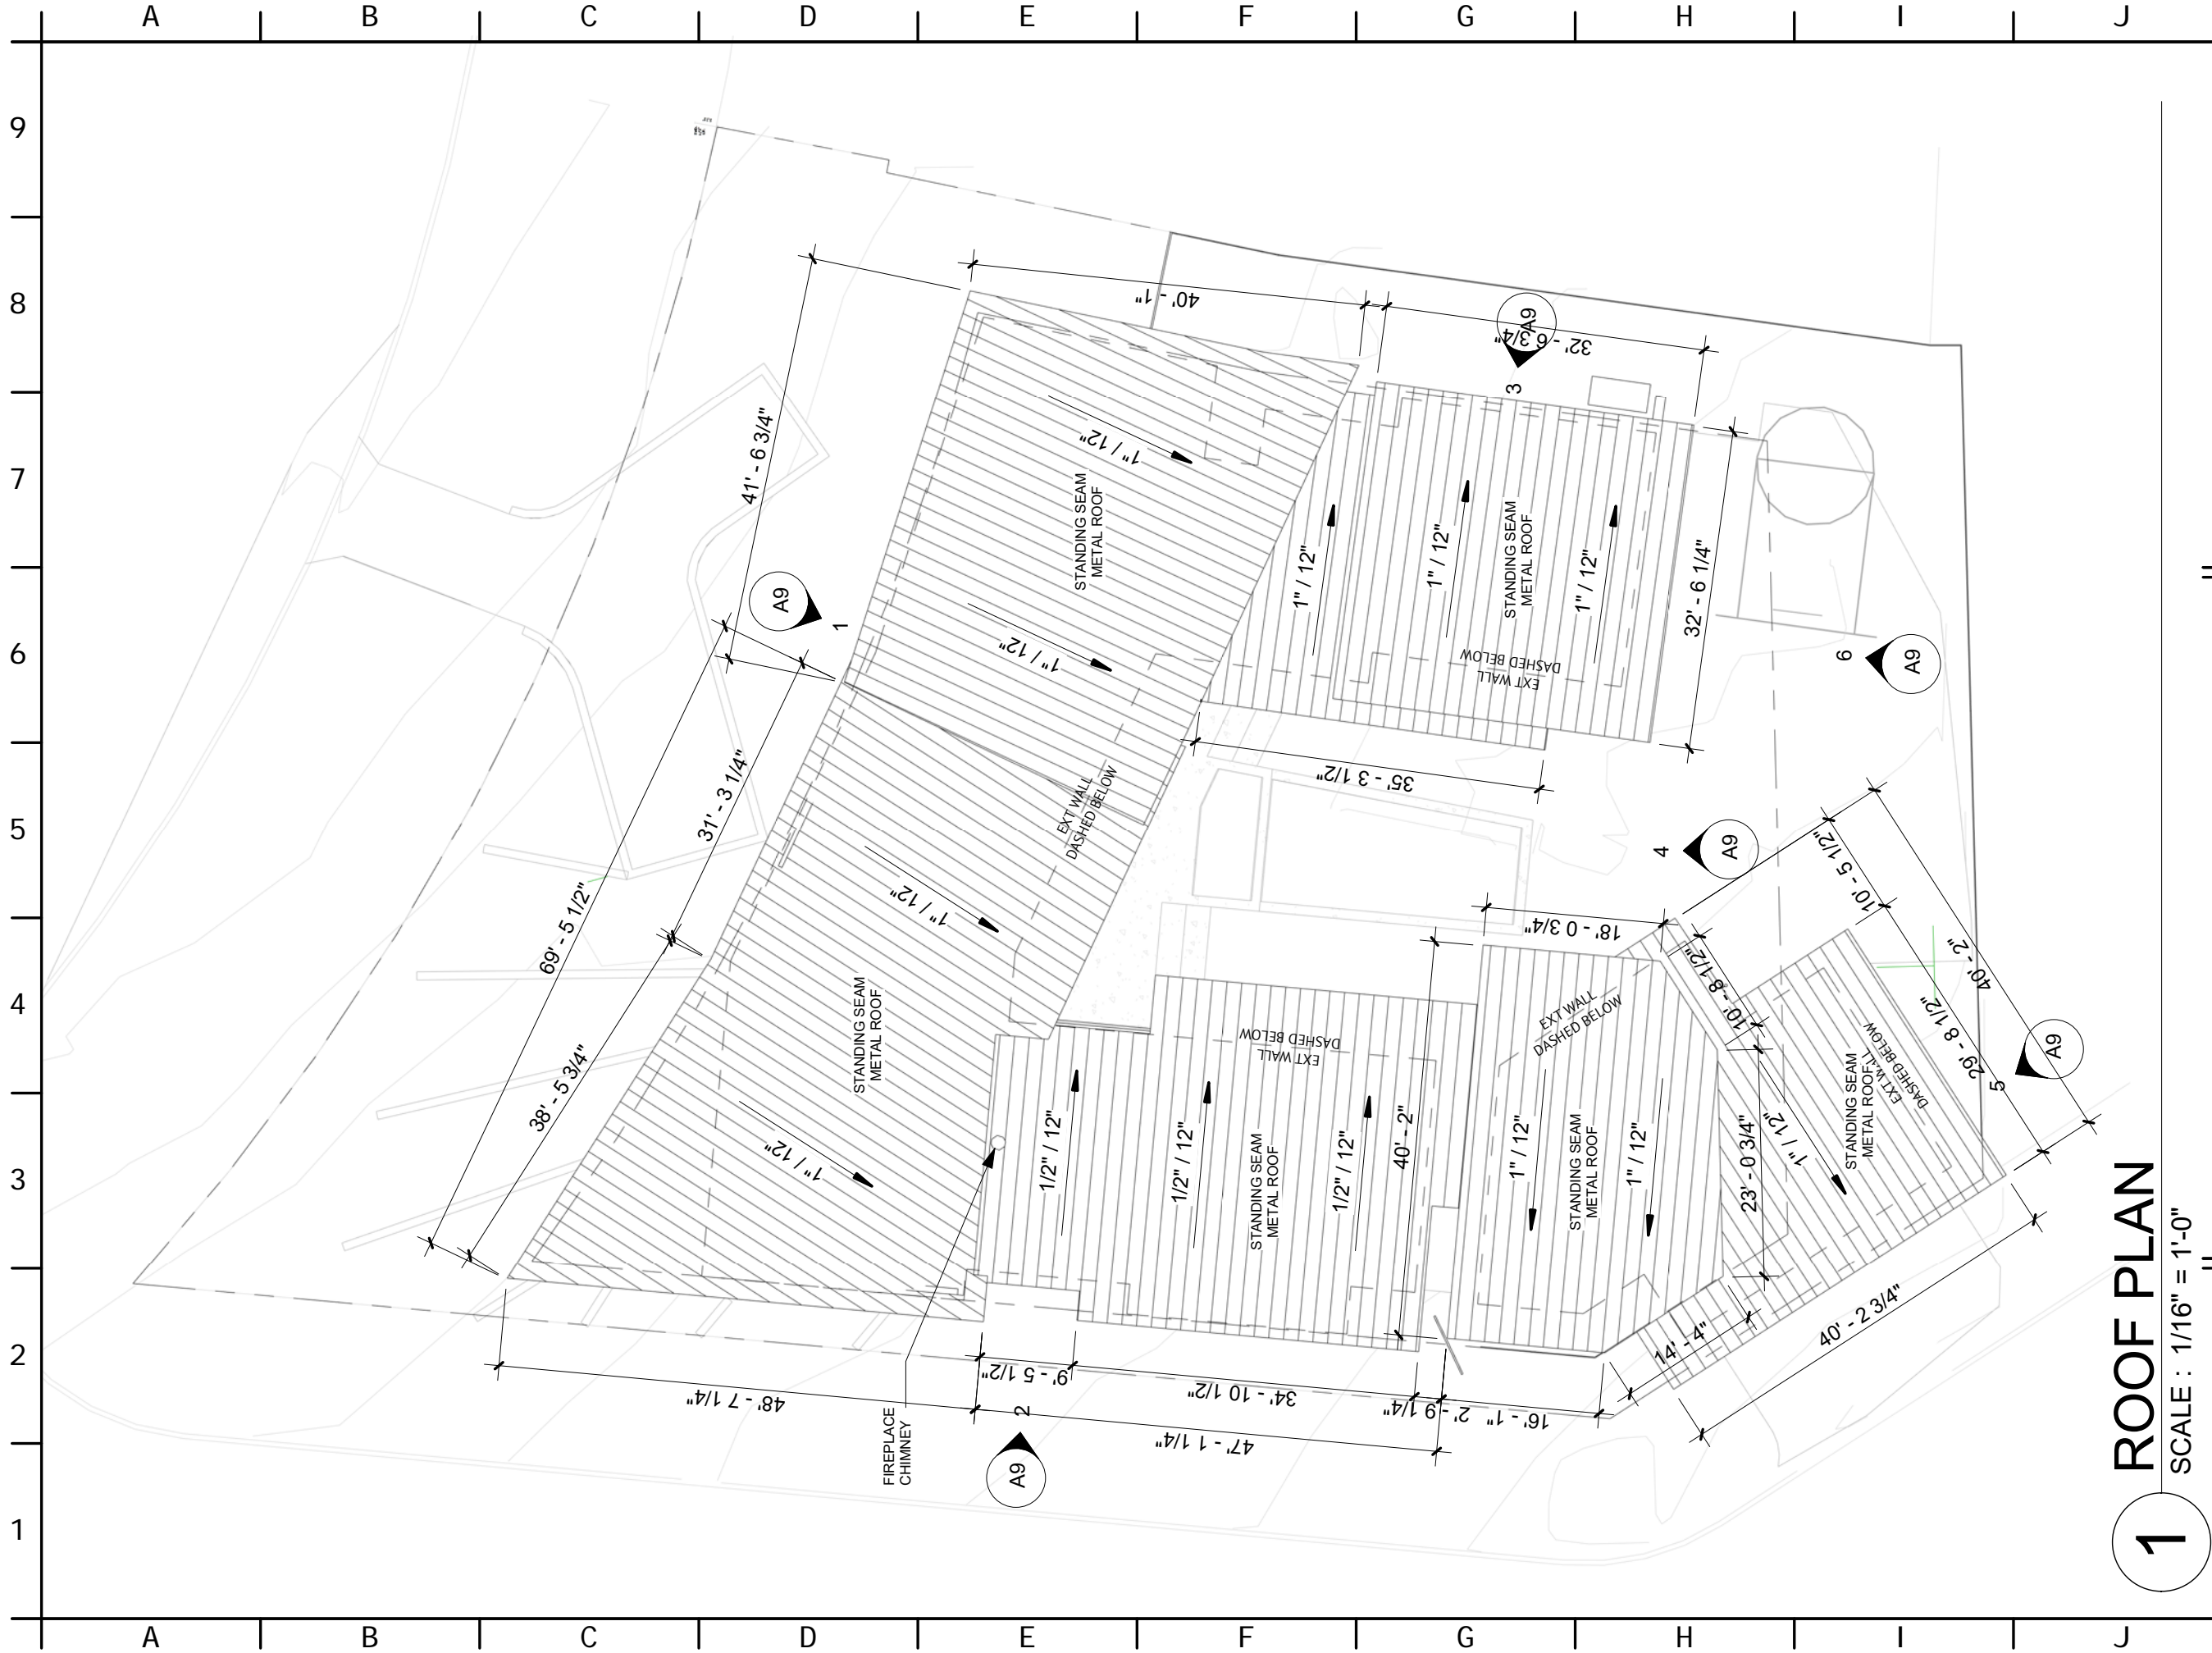 A B C D E F G H I J
9
8
7
6
5
4
3
2
1
40' - 1"
32' - 6 3/4"
A9
3
41' - 6 3/4"
1" / 12"
STANDING SEAM
METAL ROOF
1" / 12"
A9
1
1" / 12"
1" / 12"
STANDING SEAM
METAL ROOF
1" / 12"
EXT WALL
DASHED BELOW
32' - 6 1/4"
6
A9
35' - 3 1/2"
31' - 3 1/4"
69' - 5 1/2"
38' - 5 3/4"
EXT WALL
DASHED BELOW
1" / 12"
STANDING SEAM
METAL ROOF
1" / 12"
4
A9
10' - 5 1/2"
40' - 2"
29' - 8 1/2"
18' - 0 3/4"
10' - 8 1/2"
EXT WALL
DASHED BELOW
EXT WALL
DASHED BELOW
1/2" / 12"
1/2" / 12"
STANDING SEAM
METAL ROOF
1/2" / 12"
40' - 2"
1" / 12"
STANDING SEAM
METAL ROOF
1" / 12"
23' - 0 3/4"
1" / 12"
STANDING SEAM
METAL ROOF
EXT WALL
DASHED BELOW
5
A9
14' - 4"
40' - 2 3/4"
48' - 7 1/4"
9' - 5 1/2"
34' - 10 1/2"
2' - 9 1/4"
16' - 1"
47' - 1 1/4"
FIREPLACE
CHIMNEY
2
A9
A B C D E F G H I J
1
ROOF PLAN
SCALE : 1/16" = 1'-0"